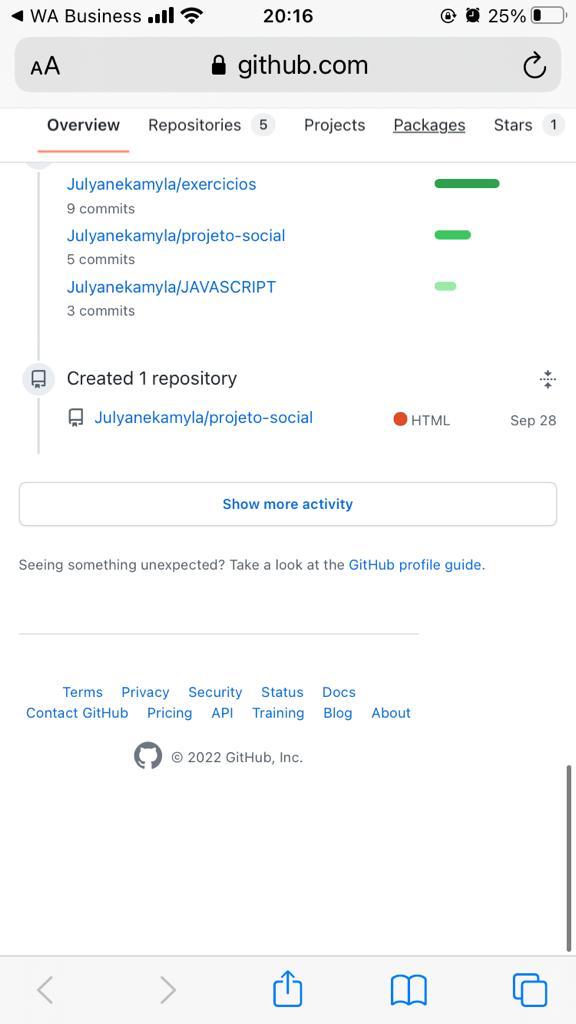 WA Business 20:16 25%
AA github.com
Overview Repositories 5 Projects Packages Stars 1
Julyanekamyla/exercicios
9 commits
Julyanekamyla/projeto-social
5 commits
Julyanekamyla/JAVASCRIPT
3 commits
Created 1 repository
Julyanekamyla/projeto-social HTML Sep 28
Show more activity
Seeing something unexpected? Take a look at the GitHub profile guide.
Terms Privacy Security Status Docs
Contact GitHub Pricing API Training Blog About
© 2022 GitHub, Inc.